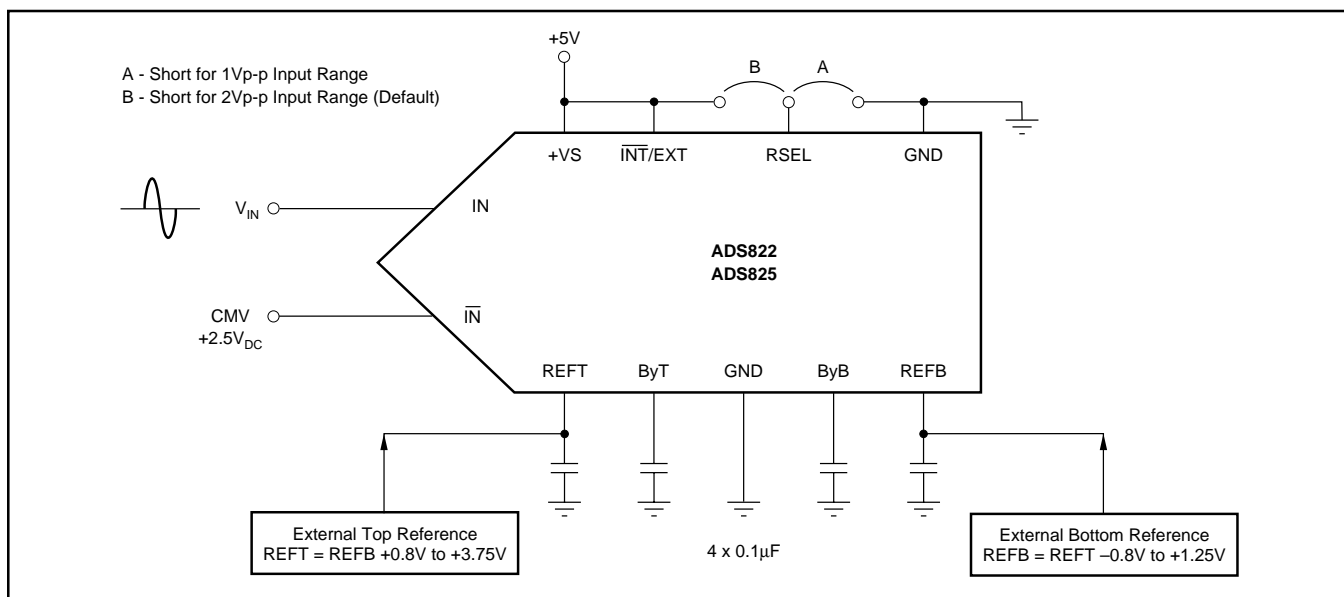 +5V
A - Short for 1Vp-p Input Range
B - Short for 2Vp-p Input Range (Default)
B
A
+VS
INT/EXT
RSEL
GND
VIN
IN
ADS822
ADS825
CMV
+2.5VDC
IN
REFT
ByT
GND
ByB
REFB
External Top Reference
REFT = REFB +0.8V to +3.75V
4 x 0.1µF
External Bottom Reference
REFB = REFT –0.8V to +1.25V